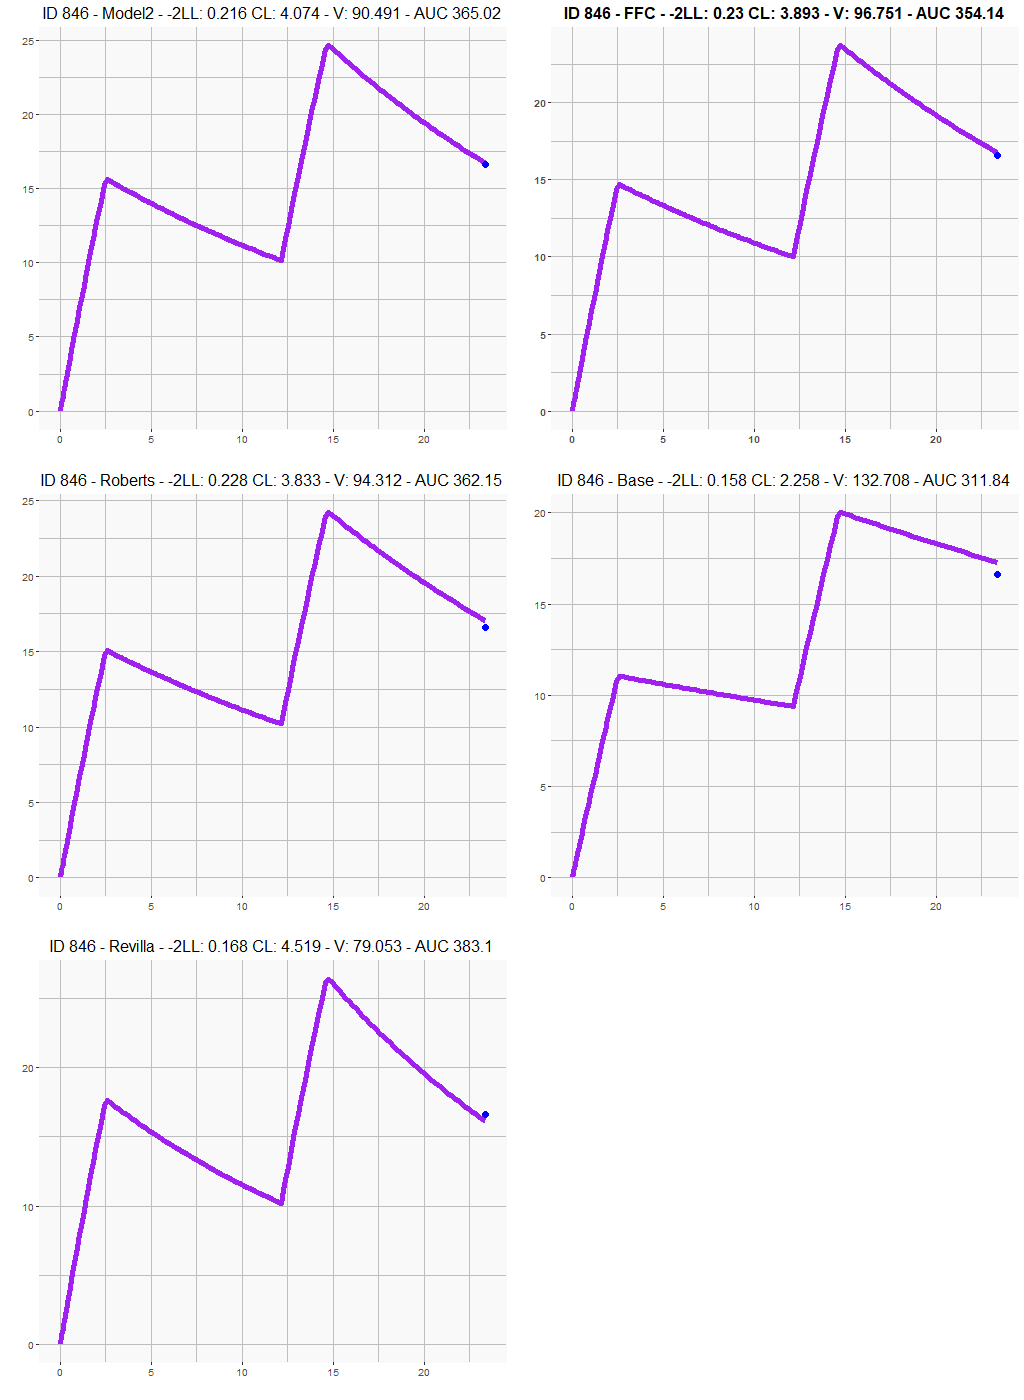 ID 846 - Model2 - -2LL: 0.216 CL: 4.074 - V: 90.491 - AUC 365.02
25
20
15
10
5
0
0 5 10 15 20
ID 846 - FFC - -2LL: 0.23 CL: 3.893 - V: 96.751 - AUC 354.14
20
15
10
5
0
0 5 10 15 20
ID 846 - Roberts - -2LL: 0.228 CL: 3.833 - V: 94.312 - AUC 362.15
25
20
15
10
5
0
0 5 10 15 20
ID 846 - Base - -2LL: 0.158 CL: 2.258 - V: 132.708 - AUC 311.84
20
15
10
5
0
0 5 10 15 20
ID 846 - Revilla - -2LL: 0.168 CL: 4.519 - V: 79.053 - AUC 383.1
20
10
0
0 5 10 15 20